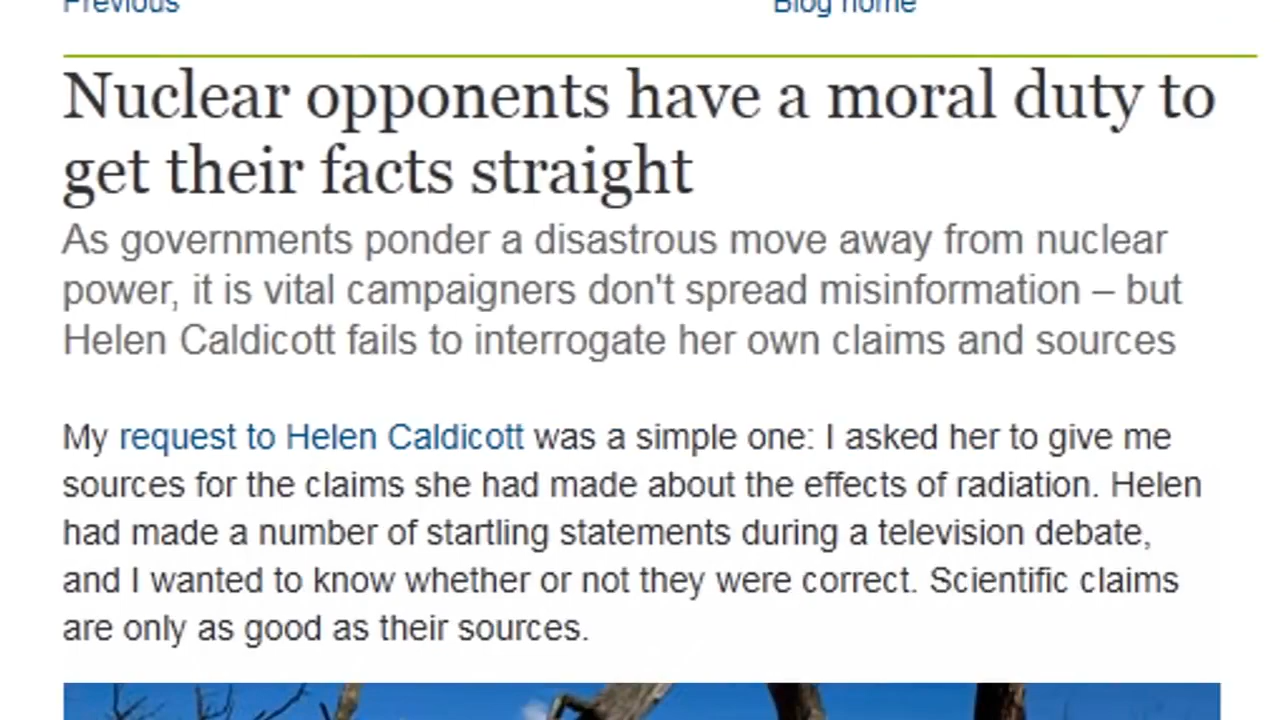 Previous Blog home
Nuclear opponents have a moral duty to
get their facts straight
As governments ponder a disastrous move away from nuclear
power, it is vital campaigners don't spread misinformation – but
Helen Caldicott fails to interrogate her own claims and sources
My request to Helen Caldicott was a simple one: I asked her to give me
sources for the claims she had made about the effects of radiation. Helen
had made a number of startling statements during a television debate,
and I wanted to know whether or not they were correct. Scientific claims
are only as good as their sources.